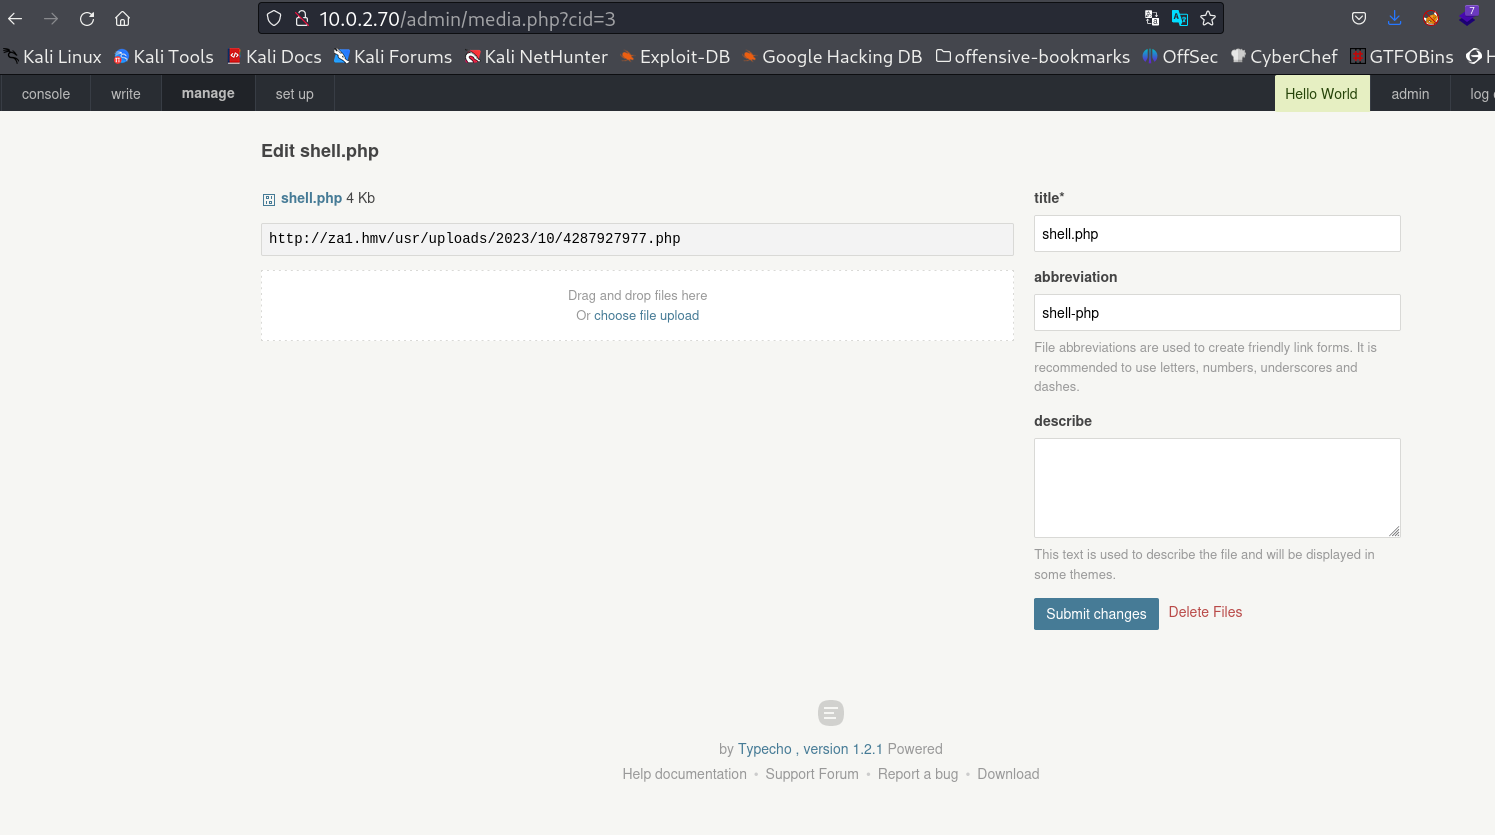 10.0.2.70/admin/media.php?cid=3
7
Kali Linux Kali Tools Kali Docs Kali Forums Kali NetHunter Exploit-DB Google Hacking DB offensive-bookmarks OffSec CyberChef GTFOBins H
console write manage set up Hello World admin log
Edit shell.php
shell.php 4 Kb
http://za1.hmv/usr/uploads/2023/10/4287927977.php
Drag and drop files here
Or choose file upload
title*
shell.php
abbreviation
shell-php
File abbreviations are used to create friendly link forms. It is
recommended to use letters, numbers, underscores and
dashes.
describe
This text is used to describe the file and will be displayed in
some themes.
Submit changes Delete Files
by Typecho , version 1.2.1 Powered
Help documentation • Support Forum • Report a bug • Download